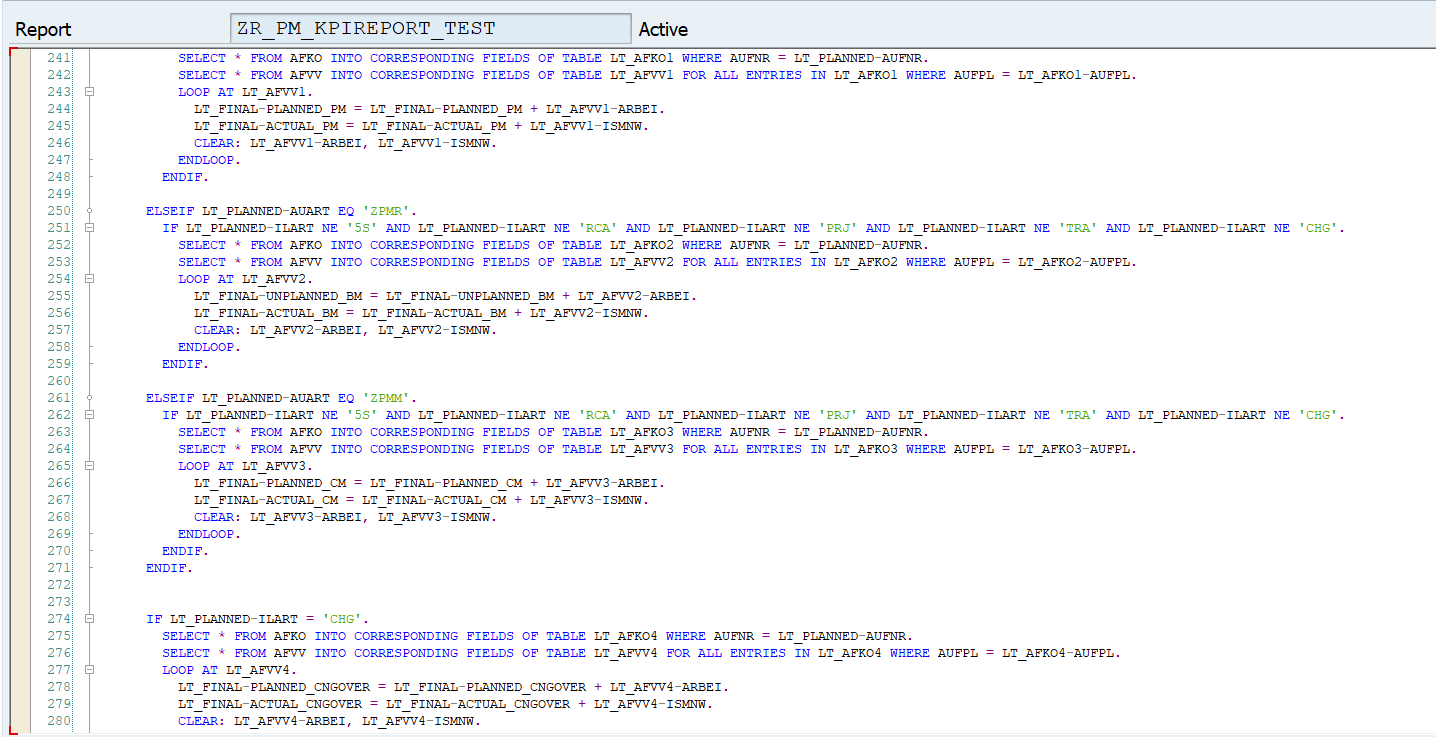 Report ZR_PM_KPIREPORT_TEST Active
241 SELECT * FROM AFKO INTO CORRESPONDING FIELDS OF TABLE LT_AFKO1 WHERE AUFNR = LT_PLANNED-AUFNR.
242 SELECT * FROM AFVV INTO CORRESPONDING FIELDS OF TABLE LT_AFVV1 FOR ALL ENTRIES IN LT_AFKO1 WHERE AUFPL = LT_AFKO1-AUFPL.
243 LOOP AT LT_AFVV1.
244 LT_FINAL-PLANNED_PM = LT_FINAL-PLANNED_PM + LT_AFVV1-ARBEI.
245 LT_FINAL-ACTUAL_PM = LT_FINAL-ACTUAL_PM + LT_AFVV1-ISMNW.
246 CLEAR: LT_AFVV1-ARBEI, LT_AFVV1-ISMNW.
247 ENDLOOP.
248 ENDIF.
249
250 ELSEIF LT_PLANNED-AUART EQ 'ZPMR'.
251 IF LT_PLANNED-ILART NE '5S' AND LT_PLANNED-ILART NE 'RCA' AND LT_PLANNED-ILART NE 'PRJ' AND LT_PLANNED-ILART NE 'TRA' AND LT_PLANNED-ILART NE 'CHG'.
252 SELECT * FROM AFKO INTO CORRESPONDING FIELDS OF TABLE LT_AFKO2 WHERE AUFNR = LT_PLANNED-AUFNR.
253 SELECT * FROM AFVV INTO CORRESPONDING FIELDS OF TABLE LT_AFVV2 FOR ALL ENTRIES IN LT_AFKO2 WHERE AUFPL = LT_AFKO2-AUFPL.
254 LOOP AT LT_AFVV2.
255 LT_FINAL-UNPLANNED_BM = LT_FINAL-UNPLANNED_BM + LT_AFVV2-ARBEI.
256 LT_FINAL-ACTUAL_BM = LT_FINAL-ACTUAL_BM + LT_AFVV2-ISMNW.
257 CLEAR: LT_AFVV2-ARBEI, LT_AFVV2-ISMNW.
258 ENDLOOP.
259 ENDIF.
260
261 ELSEIF LT_PLANNED-AUART EQ 'ZPMM'.
262 IF LT_PLANNED-ILART NE '5S' AND LT_PLANNED-ILART NE 'RCA' AND LT_PLANNED-ILART NE 'PRJ' AND LT_PLANNED-ILART NE 'TRA' AND LT_PLANNED-ILART NE 'CHG'.
263 SELECT * FROM AFKO INTO CORRESPONDING FIELDS OF TABLE LT_AFKO3 WHERE AUFNR = LT_PLANNED-AUFNR.
264 SELECT * FROM AFVV INTO CORRESPONDING FIELDS OF TABLE LT_AFVV3 FOR ALL ENTRIES IN LT_AFKO3 WHERE AUFPL = LT_AFKO3-AUFPL.
265 LOOP AT LT_AFVV3.
266 LT_FINAL-PLANNED_CM = LT_FINAL-PLANNED_CM + LT_AFVV3-ARBEI.
267 LT_FINAL-ACTUAL_CM = LT_FINAL-ACTUAL_CM + LT_AFVV3-ISMNW.
268 CLEAR: LT_AFVV3-ARBEI, LT_AFVV3-ISMNW.
269 ENDLOOP.
270 ENDIF.
271 ENDIF.
272
273
274 IF LT_PLANNED-ILART = 'CHG'.
275 SELECT * FROM AFKO INTO CORRESPONDING FIELDS OF TABLE LT_AFKO4 WHERE AUFNR = LT_PLANNED-AUFNR.
276 SELECT * FROM AFVV INTO CORRESPONDING FIELDS OF TABLE LT_AFVV4 FOR ALL ENTRIES IN LT_AFKO4 WHERE AUFPL = LT_AFKO4-AUFPL.
277 LOOP AT LT_AFVV4.
278 LT_FINAL-PLANNED_CNGOVER = LT_FINAL-PLANNED_CNGOVER + LT_AFVV4-ARBEI.
279 LT_FINAL-ACTUAL_CNGOVER = LT_FINAL-ACTUAL_CNGOVER + LT_AFVV4-ISMNW.
280 CLEAR: LT_AFVV4-ARBEI, LT_AFVV4-ISMNW.